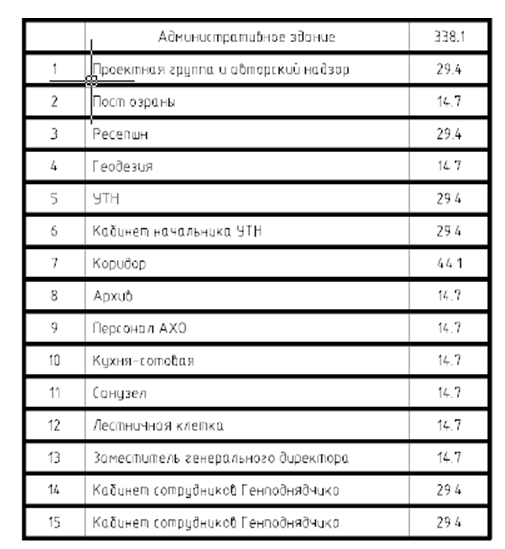 Административное здание 338.1
1 Проектная группа и авторский надзор 29.4
2 Пост озраны 14.7
3 Ресепшн 29.4
4 Геодезия 14.7
5 УТН 29.4
6 Кабинет начальника УТН 29.4
7 Коридор 44.1
8 Архив 14.7
9 Персонал АХО 14.7
10 Кухня-сотовая 14.7
11 Санузел 14.7
12 Лестничная клетка 14.7
13 Заместитель генерального директора 14.7
14 Кабинет сотрудников Генподнядчика 29.4
15 Кабинет сотрудников Генподнядчика 29.4